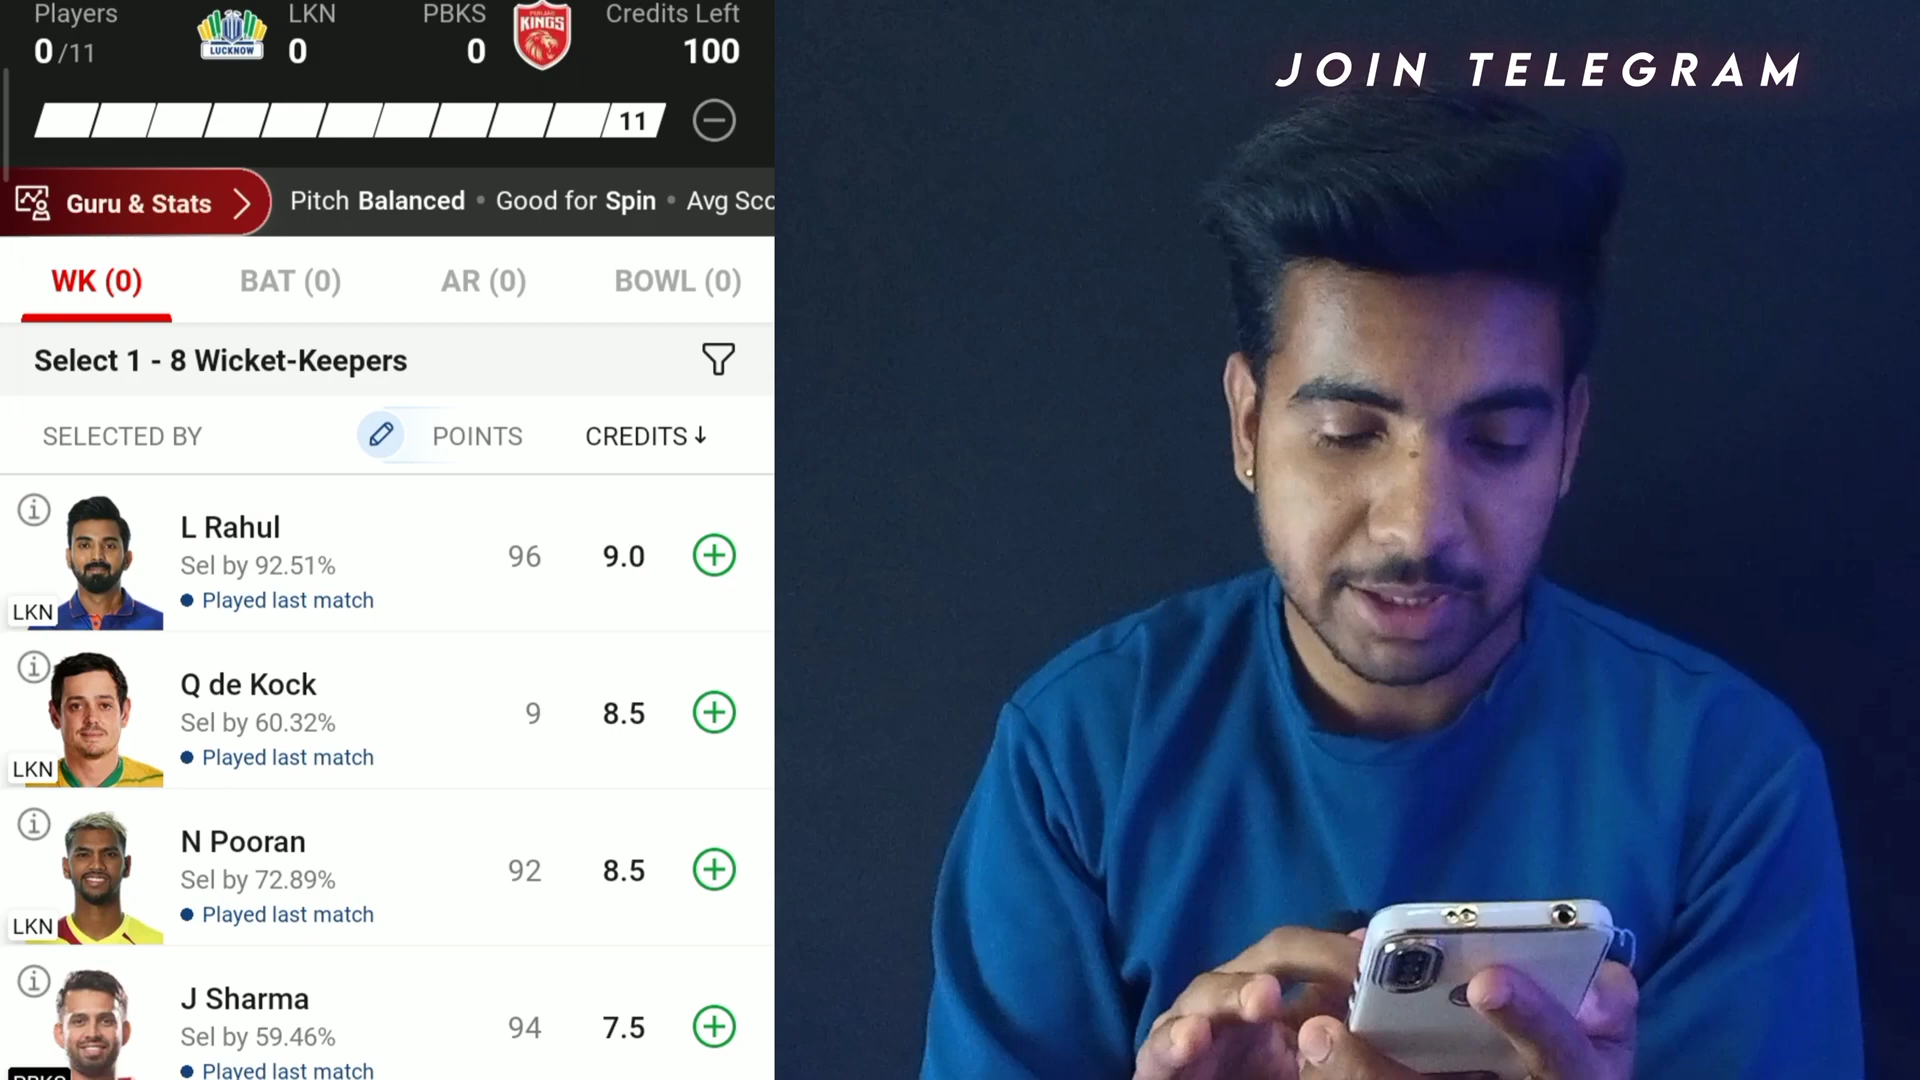 Players
0/11
LUCKNOW
LKN
0
PBKS
0
PUNJAB
KINGS
Credits Left
100
11
Guru & Stats
Pitch Balanced • Good for Spin • Avg Sco
WK (0)
BAT (0)
AR (0)
BOWL (0)
Select 1 - 8 Wicket-Keepers
SELECTED BY
POINTS
CREDITS↓
L Rahul
Sel by 92.51%
Played last match
LKN
96
9.0
Q de Kock
Sel by 60.32%
Played last match
LKN
9
8.5
N Pooran
Sel by 72.89%
Played last match
LKN
92
8.5
J Sharma
Sel by 59.46%
Played last match
PBKS
94
7.5
JOIN TELEGRAM